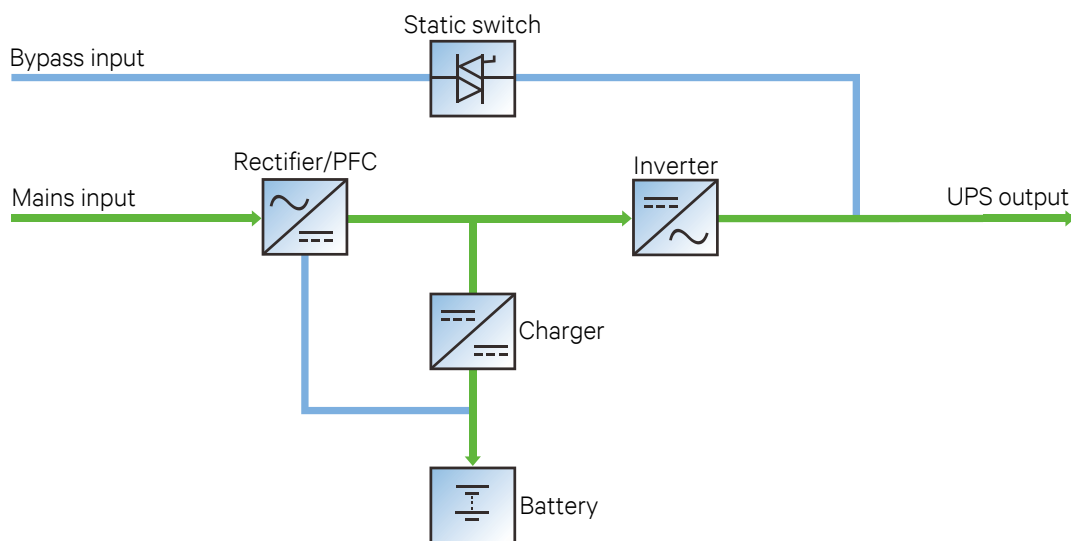 Static switch
Bypass input
Rectifier/PFC
Inverter
Mains input
UPS output
Charger
Battery